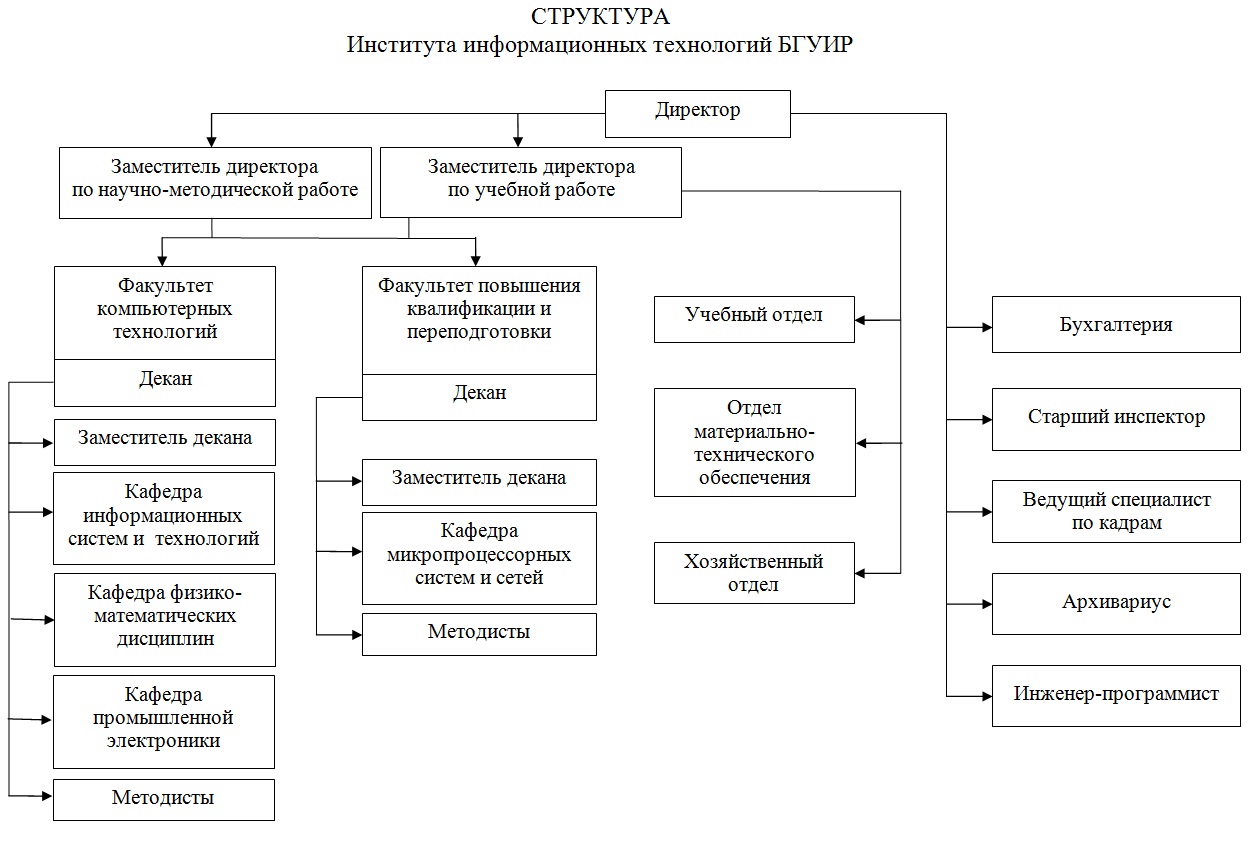 СТРУКТУРА
Института информационных технологий БГУИР
Директор
Заместитель директора
по научно-методической работе
Заместитель директора
по учебной работе
Факультет
компьютерных
технологий
Декан
Заместитель декана
Кафедра
информационных
систем и технологий
Кафедра физико-
математических
дисциплин
Кафедра
промышленной
электроники
Методисты
Факультет повышения
квалификации и
переподготовки
Декан
Заместитель декана
Кафедра
микропроцессорных
систем и сетей
Методисты
Учебный отдел
Отдел
материально-
технического
обеспечения
Хозяйственный
отдел
Бухгалтерия
Старший инспектор
Ведущий специалист
по кадрам
Архивариус
Инженер-программист